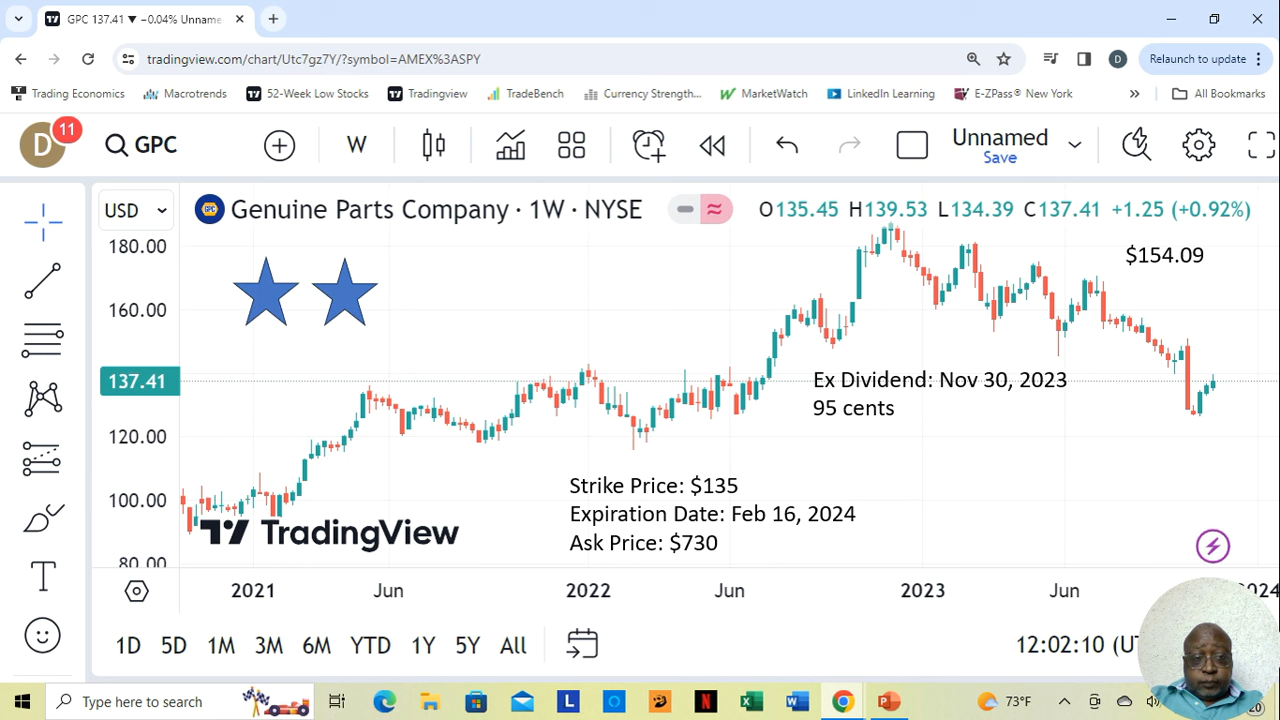 GPC 137.41 ▼ −0.04% Unname
tradingview.com/chart/Utc7gz7Y/?symbol=AMEX%3ASPY
D
Relaunch to update
Trading Economics
Macrotrends
52-Week Low Stocks
Tradingview
TradeBench
Currency Strength...
MarketWatch
LinkedIn Learning
E-ZPass® New York
All Bookmarks
D
11
GPC
W
Unnamed
Save
USD
GPC
Genuine Parts Company · 1W · NYSE
O135.45 H139.53 L134.39 C137.41 +1.25 (+0.92%)
$154.09
180.00
160.00
137.41
120.00
100.00
80.00
Ex Dividend: Nov 30, 2023
95 cents
Strike Price: $135
Expiration Date: Feb 16, 2024
Ask Price: $730
TradingView
T
2021 Jun 2022 Jun 2023 Jun
1D 5D 1M 3M 6M YTD 1Y 5Y All
12:02:10 (UT
Type here to search
73°F